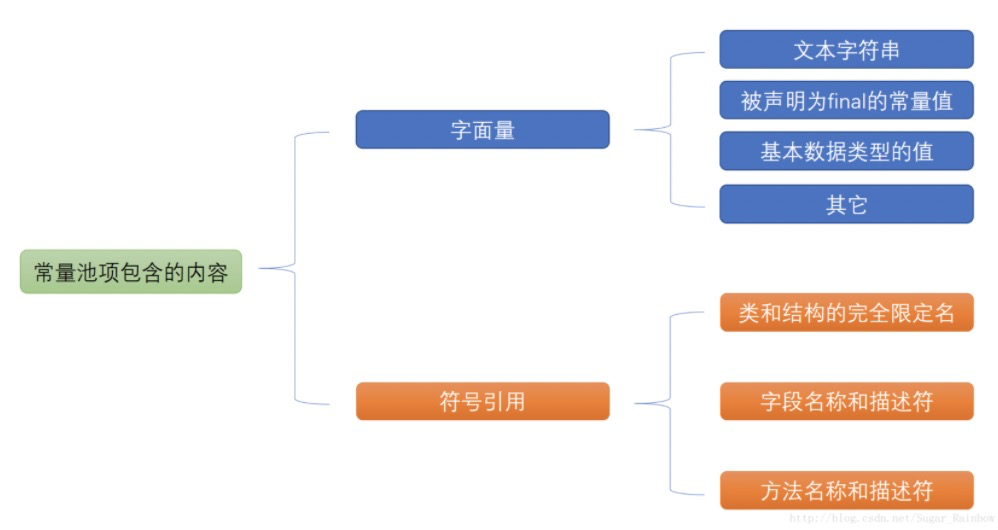 文本字符串
被声明为final的常量值
字面量
基本数据类型的值
其它
常量池项包含的内容
类和结构的完全限定名
符号引用
字段名称和描述符
方法名称和描述符
http://blog.csdn.net/Sugar_Rainbow